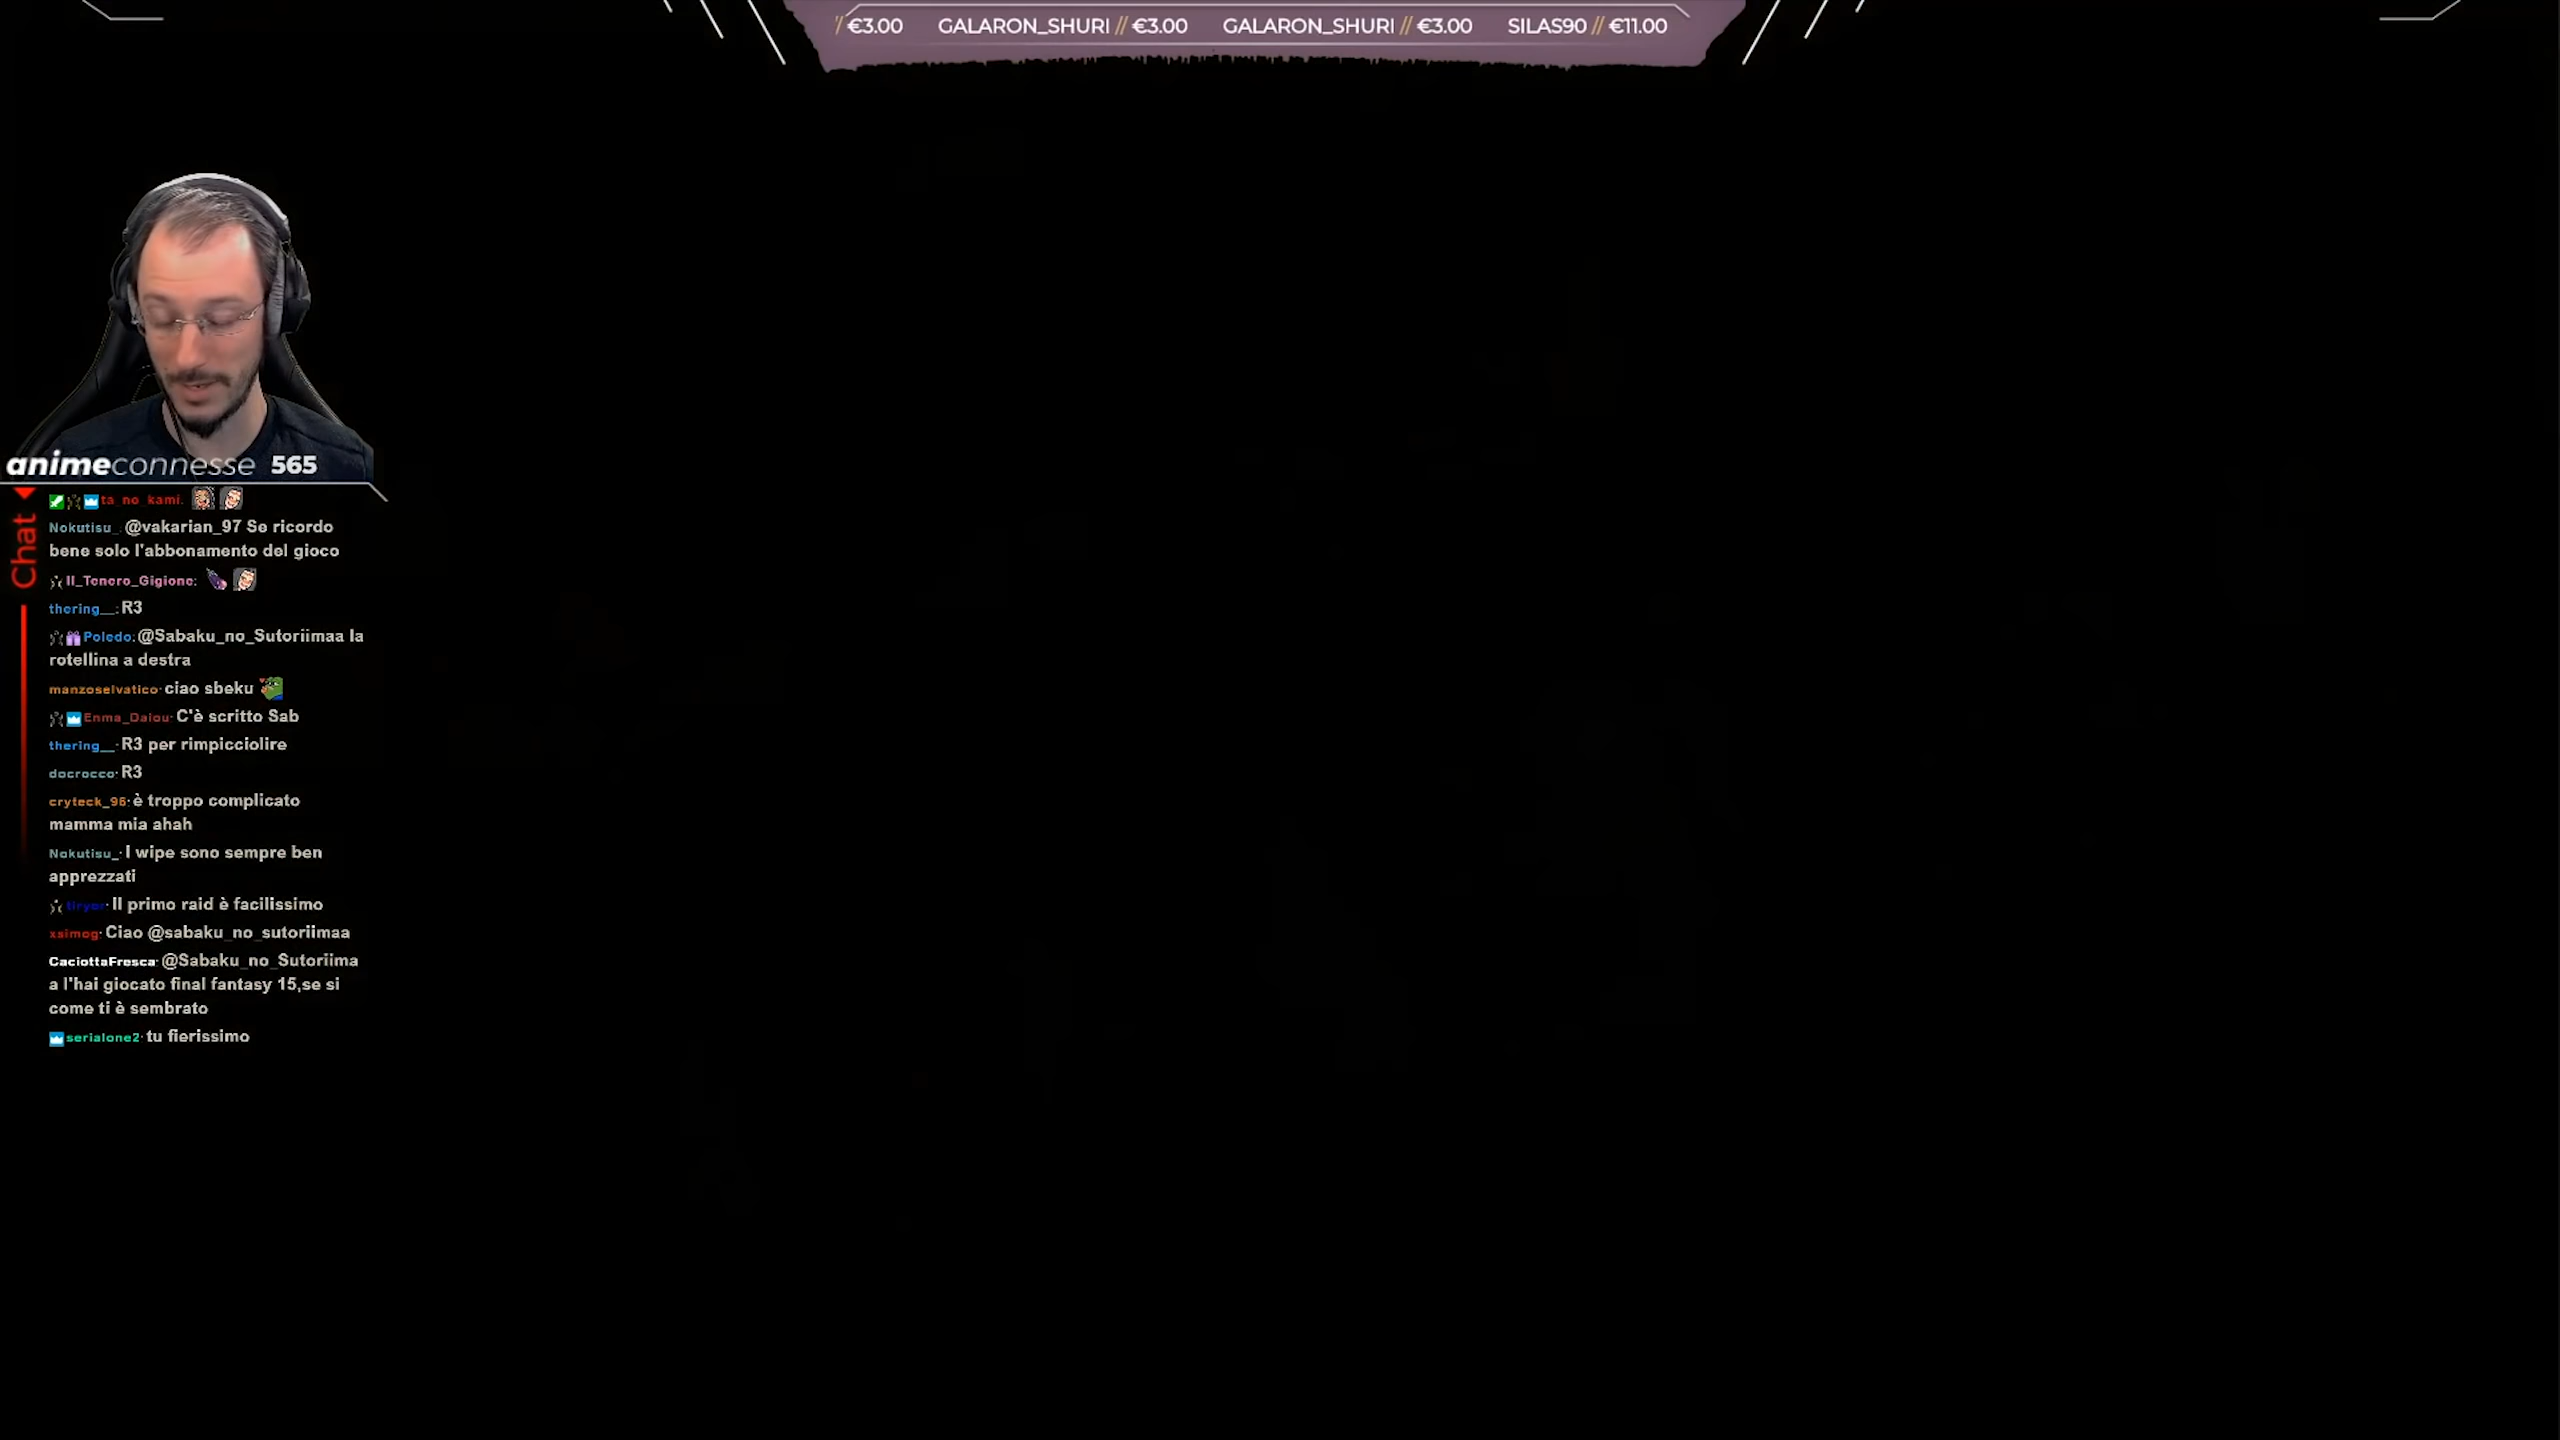 // €3.00 GALARON_SHURI // €3.00 GALARON_SHURI // €3.00 SILAS90 // €11.00
animeconnesse 565
Chat
ta_no_kami:
Nokutisu_: @vakarian_97 Se ricordo
bene solo l'abbonamento del gioco
Il_Tenero_Gigione:
thering__: R3
Poledo: @Sabaku_no_Sutoriimaa la
rotellina a destra
manzoselvatico: ciao sbeku
Enma_Daiou: C'è scritto Sab
thering__: R3 per rimpicciolire
docrocco: R3
cryteck_96: è troppo complicato
mamma mia ahah
Nokutisu_: I wipe sono sempre ben
apprezzati
Il primo raid è facilissimo
xsimog: Ciao @sabaku_no_sutoriimaa
CaciottaFresca: @Sabaku_no_Sutoriima
a l'hai giocato final fantasy 15,se si
come ti è sembrato
serialone2: tu fierissimo